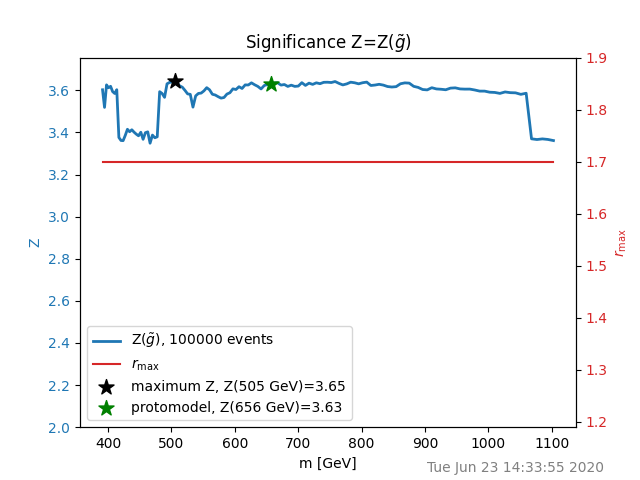 Significance Z=Z(g̃)
3.6
3.4
3.2
3.0
2.8
2.6
2.4
2.2
2.0
Z
1.9
1.8
1.7
1.6
1.5
1.4
1.3
1.2
r_max
Z(g̃), 100000 events
r_max
maximum Z, Z(505 GeV)=3.65
protomodel, Z(656 GeV)=3.63
400 500 600 700 800 900 1000 1100
m [GeV]
Tue Jun 23 14:33:55 2020